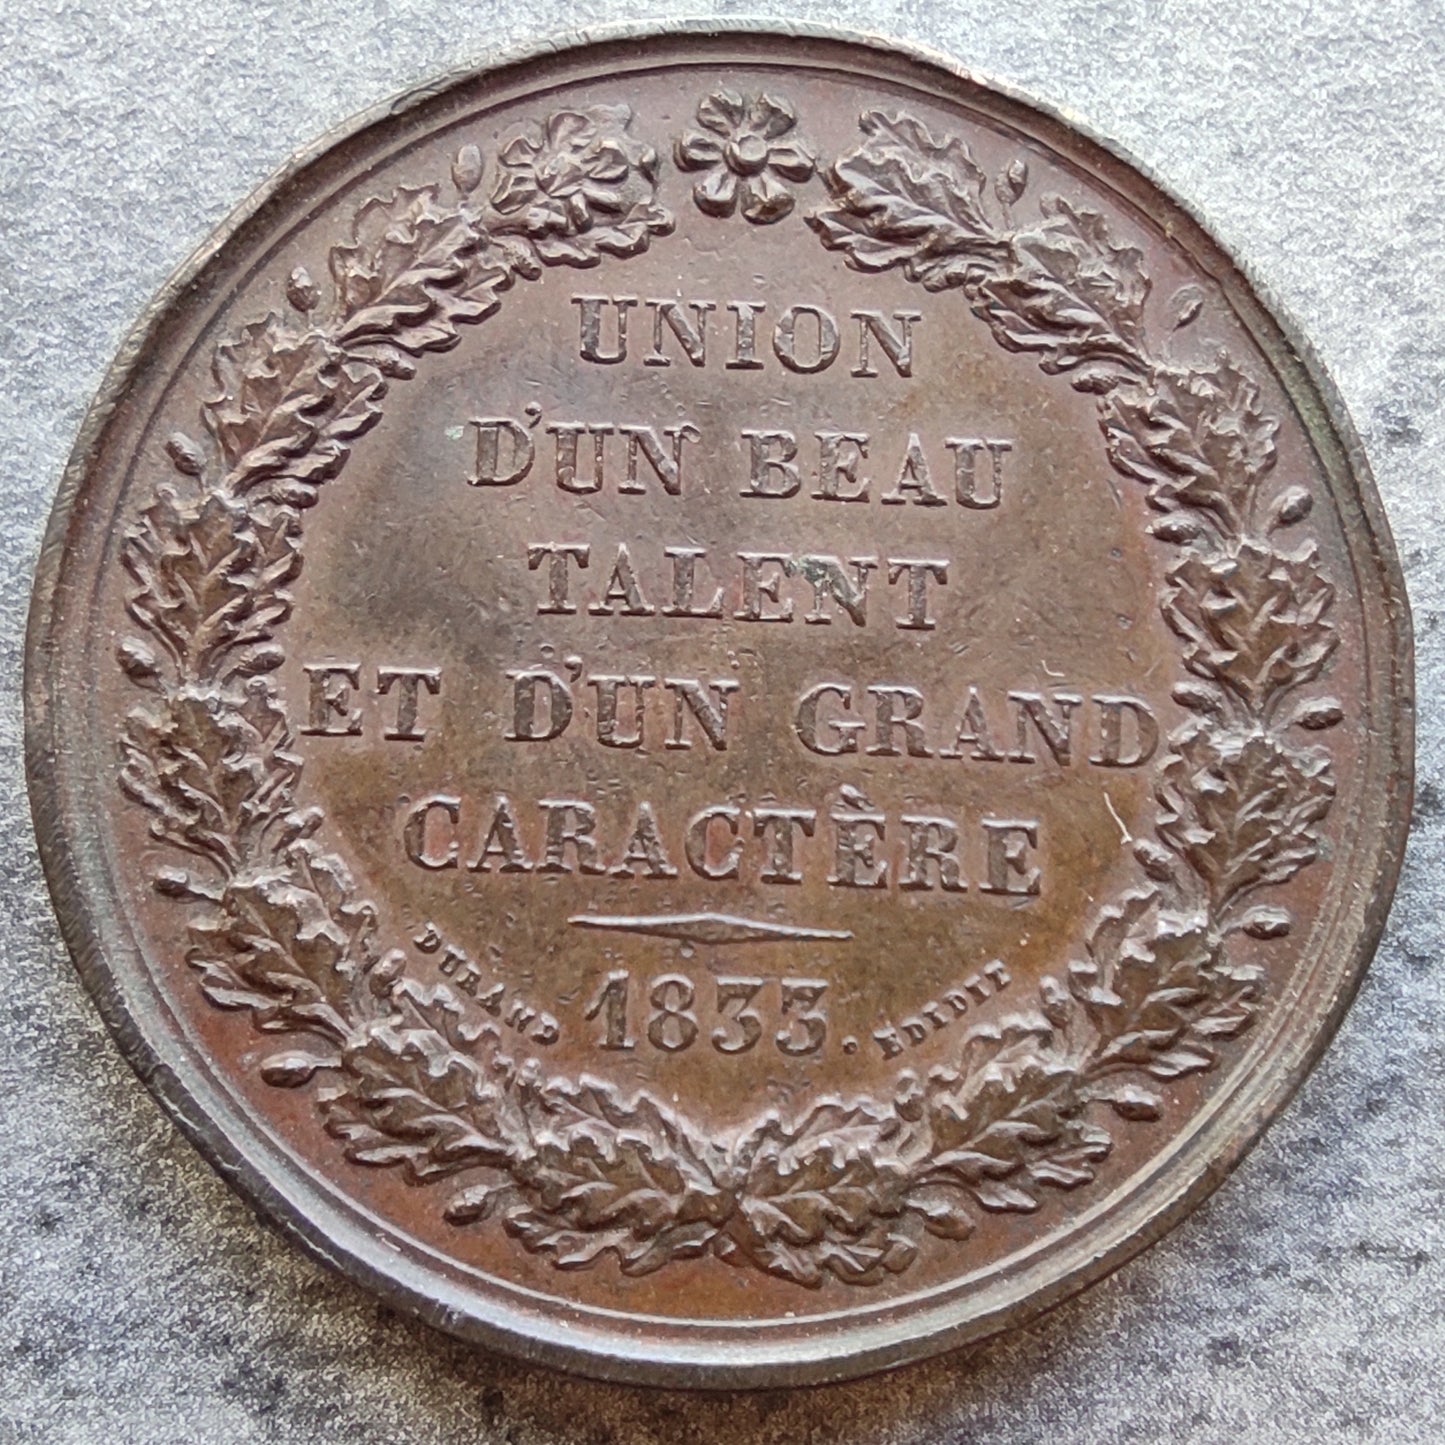 UNION
D'UN BEAU
TALENT
ET D'UN GRAND
CARACTÈRE
1833.
DURAND EDIDIT